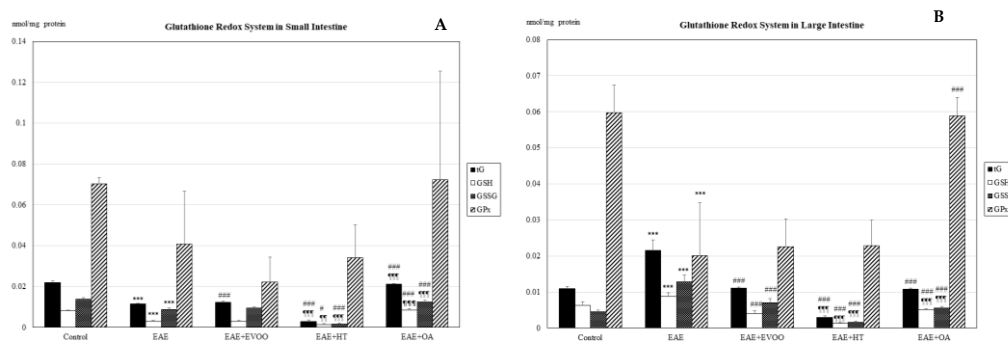 nmol/mg protein
Glutathione Redox System in Small Intestine
A
0.14
0.12
0.1
0.08
0.06
0.04
0.02
0
***
***
***
###
###
¶¶¶
#
¶¶
###
¶¶¶
###
¶¶¶
###
¶¶¶
###
¶¶¶
Control
EAE
EAE+EVOO
EAE+HT
EAE+OA
tG
GSH
GSSG
GPx
nmol/mg protein
Glutathione Redox System in Large Intestine
B
0.08
0.07
0.06
0.05
0.04
0.03
0.02
0.01
0
***
***
***
***
###
###
###
###
¶¶¶
###
¶¶¶
###
¶¶¶
###
###
¶¶¶
###
¶¶¶
###
Control
EAE
EAE+EVOO
EAE+HT
EAE+OA
tG
GSH
GSSG
GPx